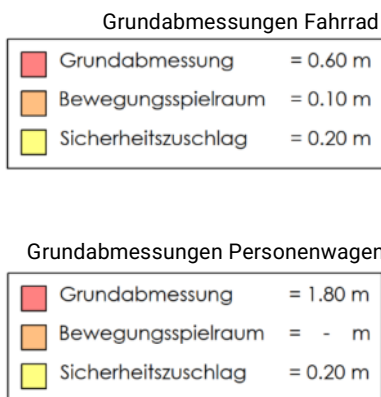 Grundabmessungen Fahrrad
Grundabmessung = 0.60 m
Bewegungsspielraum = 0.10 m
Sicherheitszuschlag = 0.20 m
Grundabmessungen Personenwagen
Grundabmessung = 1.80 m
Bewegungsspielraum = - m
Sicherheitszuschlag = 0.20 m